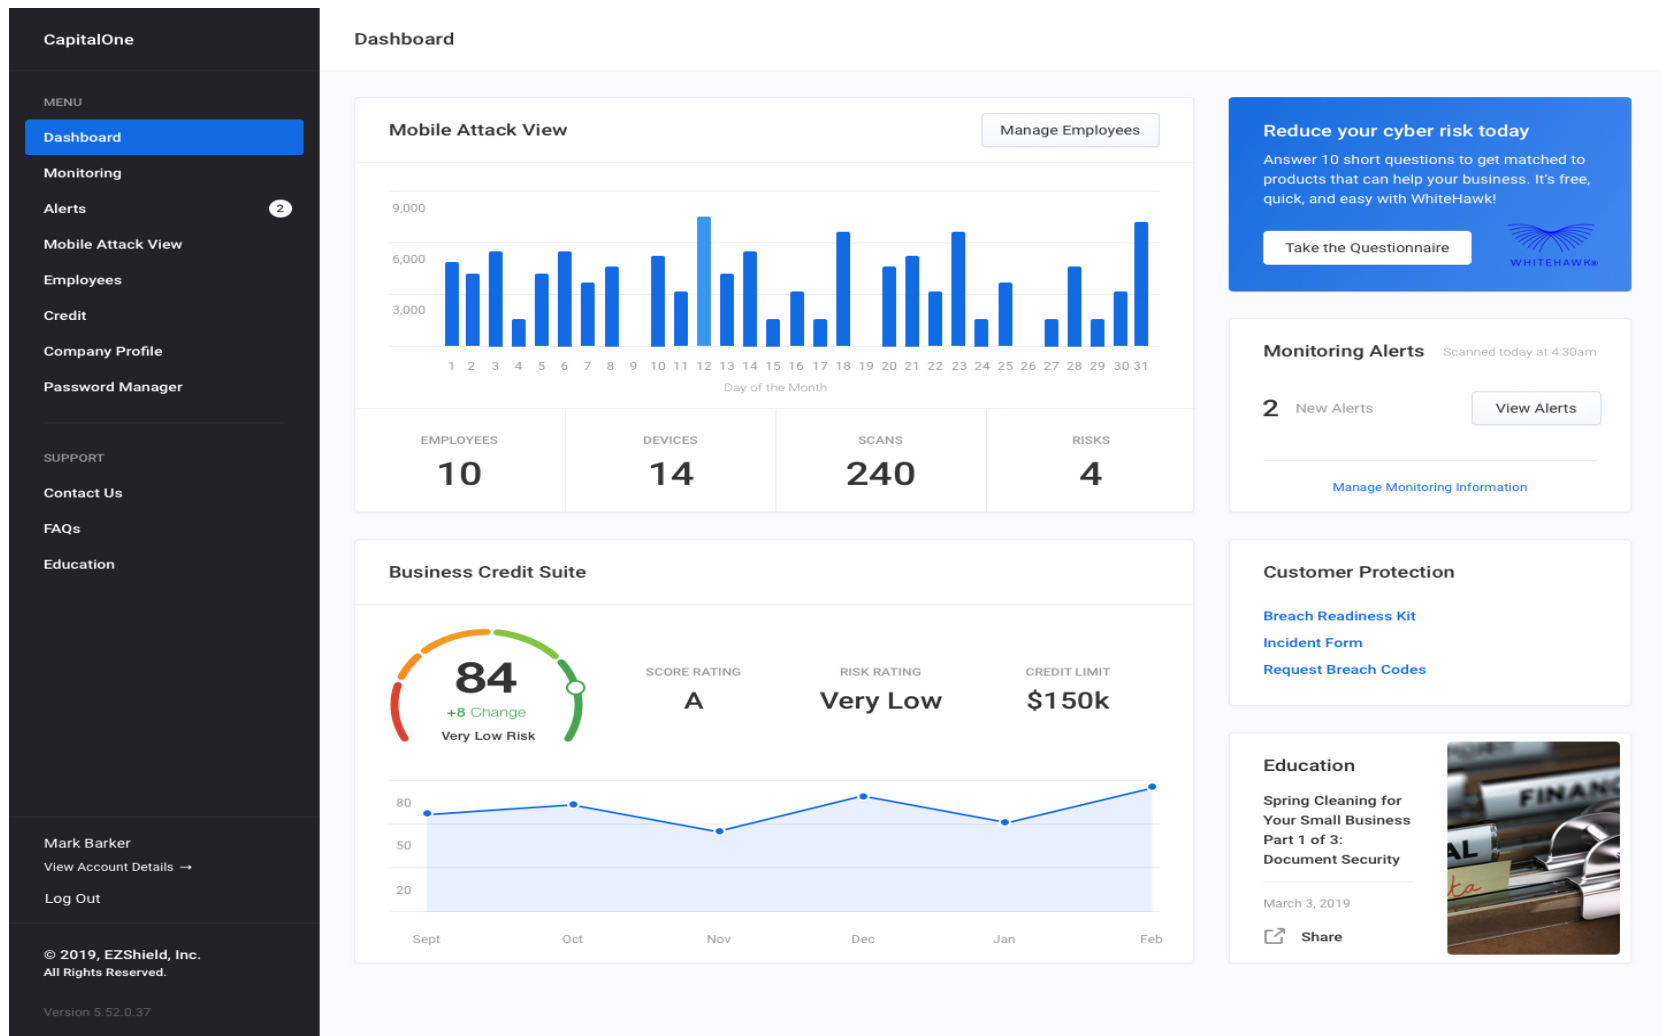 CapitalOne
MENU
Dashboard
Monitoring
Alerts 2
Mobile Attack View
Employees
Credit
Company Profile
Password Manager
SUPPORT
Contact Us
FAQs
Education
Mark Barker
View Account Details →
Log Out
© 2019, EZShield, Inc.
All Rights Reserved.
Version 5.52.0.37
Dashboard
Mobile Attack View
Manage Employees
9,000
6,000
3,000
1 2 3 4 5 6 7 8 9 10 11 12 13 14 15 16 17 18 19 20 21 22 23 24 25 26 27 28 29 30 31
Day of the Month
EMPLOYEES
10
DEVICES
14
SCANS
240
RISKS
4
Business Credit Suite
84
+8 Change
Very Low Risk
SCORE RATING
A
RISK RATING
Very Low
CREDIT LIMIT
$150k
80
50
20
Sept Oct Nov Dec Jan Feb
Reduce your cyber risk today
Answer 10 short questions to get matched to
products that can help your business. It's free,
quick, and easy with WhiteHawk!
Take the Questionnaire
WHITEHAWK®
Monitoring Alerts Scanned today at 4:30am
2 New Alerts
View Alerts
Manage Monitoring Information
Customer Protection
Breach Readiness Kit
Incident Form
Request Breach Codes
Education
Spring Cleaning for
Your Small Business
Part 1 of 3:
Document Security
March 3, 2019
Share
FINANC
AL
ta